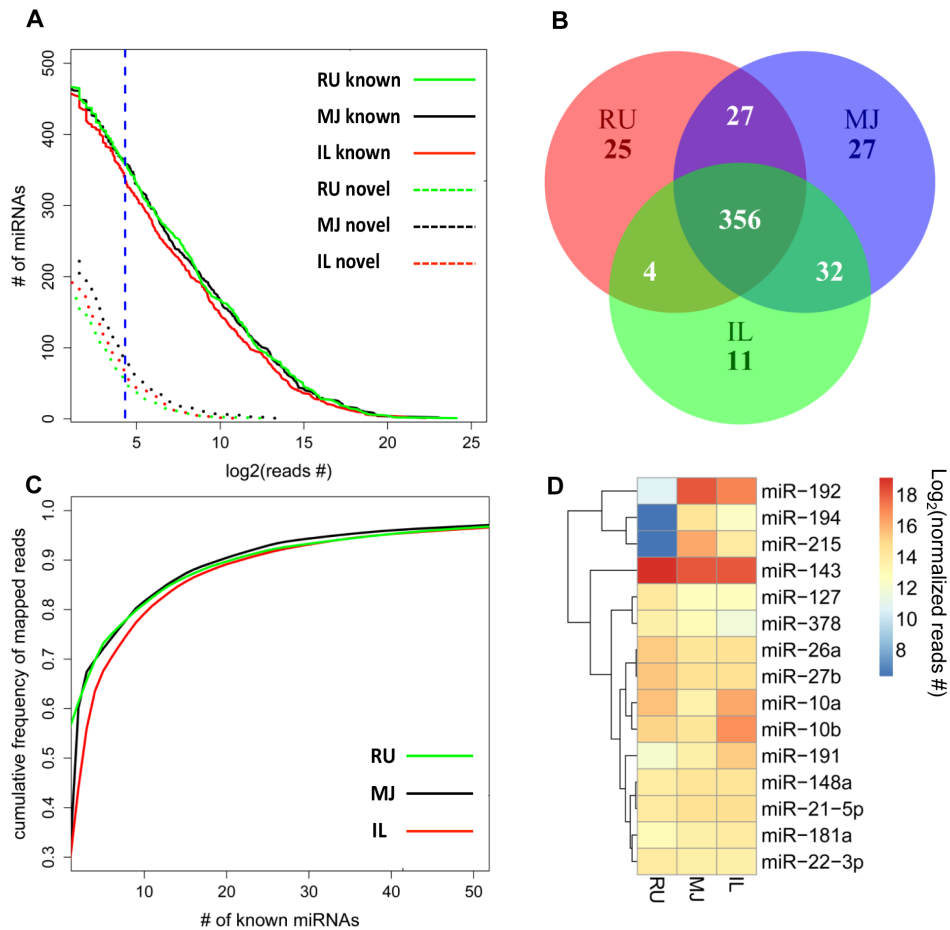 A
# of miRNAs
500
400
300
200
100
0
RU known
MJ known
IL known
RU novel
MJ novel
IL novel
5
10
15
20
25
log2(reads #)
B
RU
25
27
MJ
27
356
4
32
IL
11
C
cumulative frequency of mapped reads
1.0
0.9
0.8
0.7
0.6
0.5
0.4
0.3
RU
MJ
IL
10
20
30
40
50
# of known miRNAs
D
miR−192
miR−194
miR−215
miR−143
miR−127
miR−378
miR−26a
miR−27b
miR−10a
miR−10b
miR−191
miR−148a
miR−21-5p
miR−181a
miR−22-3p
RU
MJ
IL
18
16
14
12
10
8
Log2(normalized reads #)